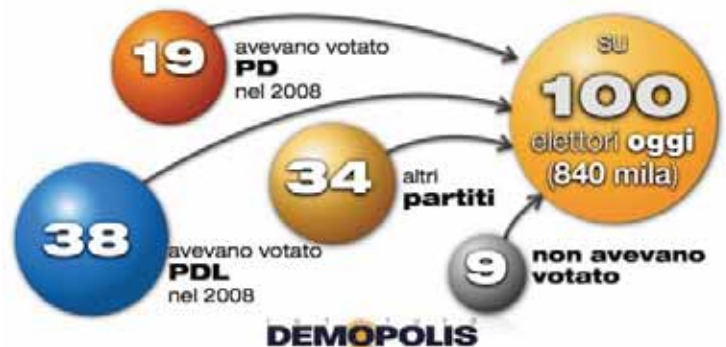 19
avevano votato
PD
nel 2008
su
100
elettori oggi
(840 mila)
34
altri
partiti
38
avevano votato
PDL
nel 2008
9
non avevano
votato
DEMOPOLIS